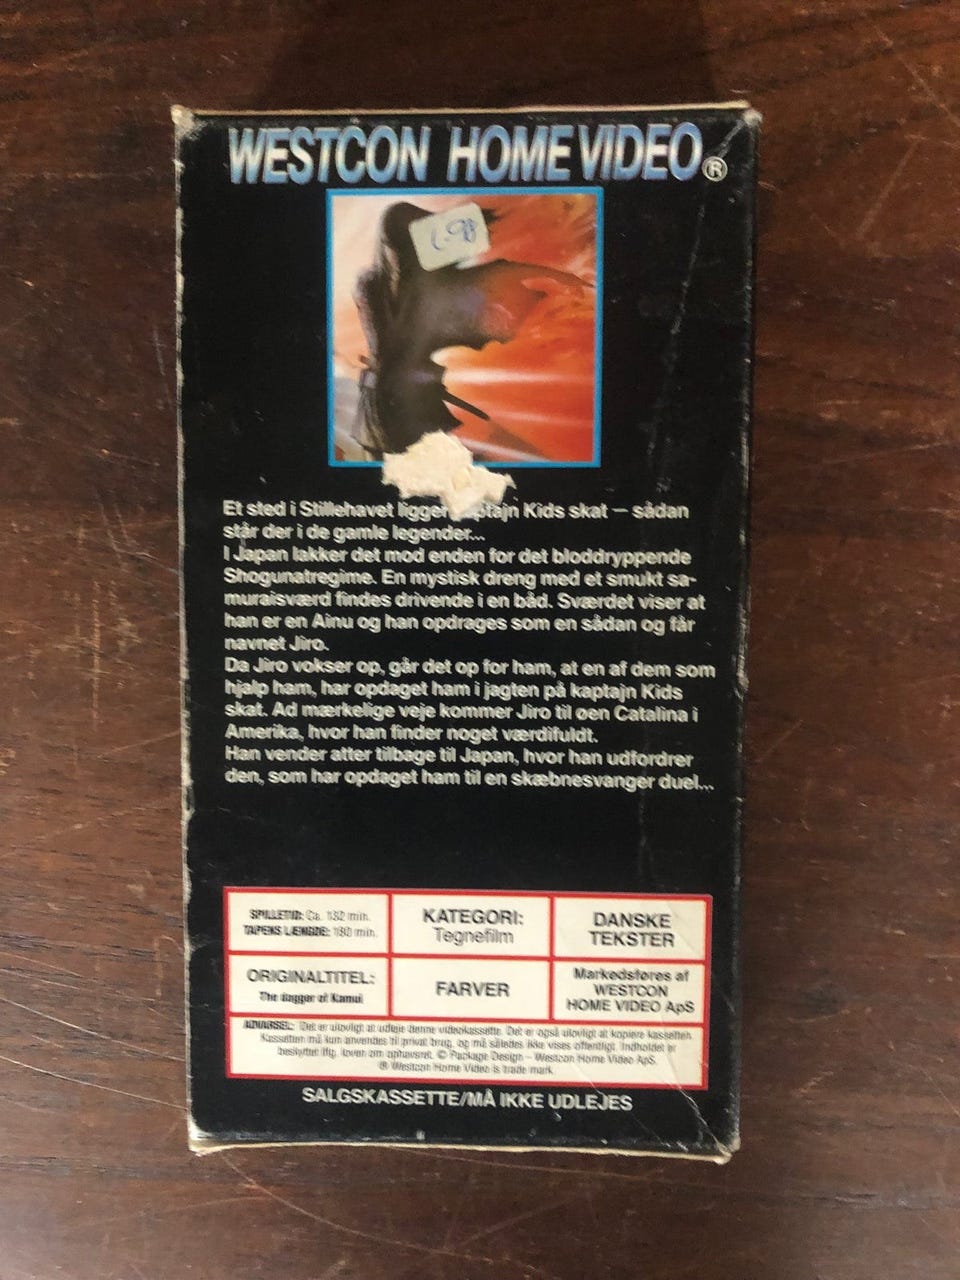 WESTCON HOME VIDEO ®
Et sted i Stillehavet ligger Kids skat — sådan
står der i de gamle legender...
I Japan lakker det mod enden for det bloddryppende
Shogunatregime. En mystisk dreng med et smukt sa-
muraisværd findes drivende i en båd. Sværdet viser at
han er en Ainu og han opdrages som en sådan og får
navnet Jiro.
Da Jiro vokser op, går det op for ham, at en af dem som
hjalp ham, har opdaget ham i jagten på kaptajn Kids
skat. Ad mærkelige veje kommer Jiro til øen Catalina i
Amerika, hvor han finder noget værdifuldt.
Han vender atter tilbage til Japan, hvor han udfordrer
den, som har opdaget ham til en skæbnesvanger duel...
SPILLETID: Ca. 132 min.
TAPENS LÆNGDE: 180 min.
KATEGORI:
Tegnefilm
DANSKE
TEKSTER
ORIGINALTITEL:
The dagger of Kamui
FARVER
Markedsføres af
WESTCON
HOME VIDEO ApS
ADVARSEL: Det er ulovligt at udleje denne videokassette. Det er også ulovligt at kopiere kassetten.
Kassetten må kun anvendes til privat brug, og må således ikke vises offentligt. Indholdet er
beskyttet iflg. loven om ophavsret. © Package Design – Westcon Home Video ApS.
® Westcon Home Video is trade mark.
SALGSKASSETTE/MÅ IKKE UDLEJES